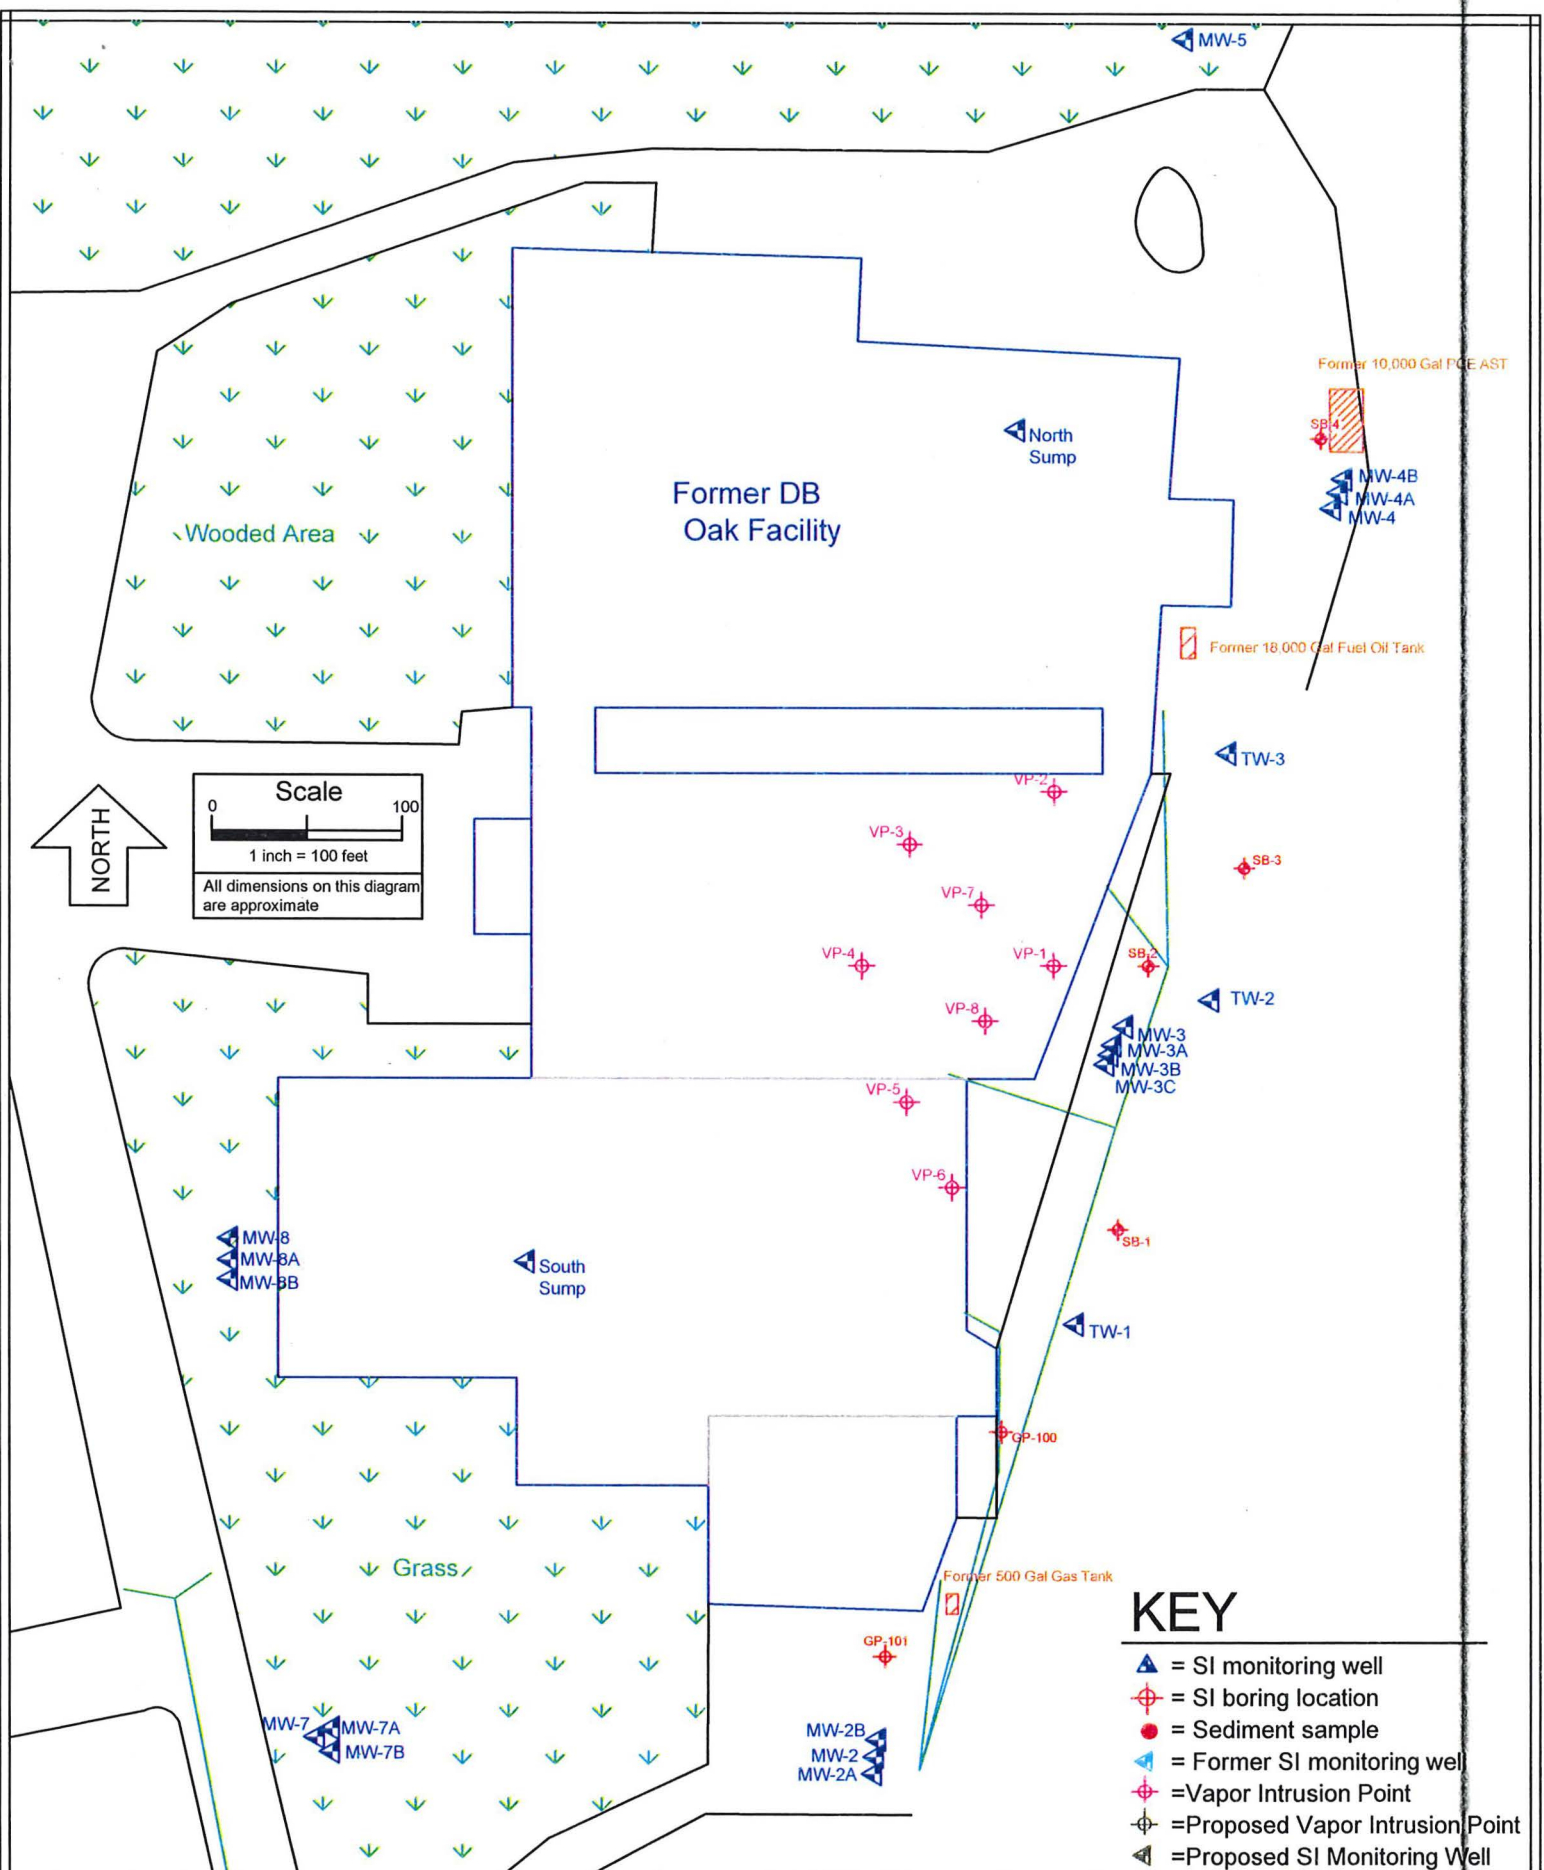 MW-5
Former 10,000 Gal PCE AST
SB-4
North
Sump
MW-4B
MW-4A
MW-4
Former DB
Oak Facility
Wooded Area
Former 18,000 Gal Fuel Oil Tank
TW-3
VP-2
NORTH
Scale
0
100
1 inch = 100 feet
All dimensions on this diagram
are approximate
VP-3
SB-3
VP-7
VP-4
VP-1
SB-2
TW-2
VP-8
MW-3
MW-3A
MW-3B
MW-3C
VP-5
VP-6
SB-1
MW-8
MW-8A
MW-8B
South
Sump
TW-1
GP-100
Grass
Former 500 Gal Gas Tank
GP-101
MW-7
MW-7A
MW-7B
MW-2B
MW-2
MW-2A
KEY
= SI monitoring well
= SI boring location
= Sediment sample
= Former SI monitoring well
=Vapor Intrusion Point
=Proposed Vapor Intrusion Point
=Proposed SI Monitoring Well